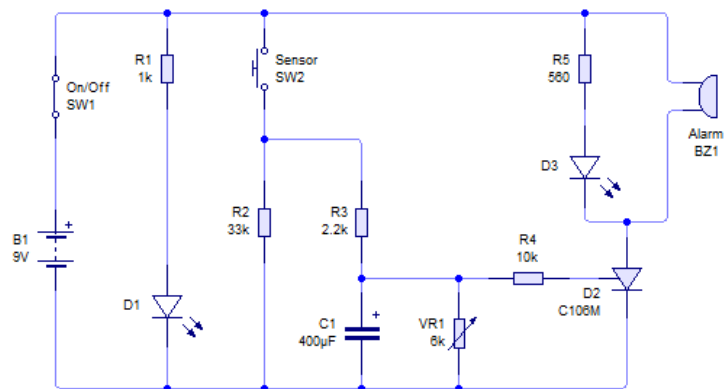 R1
1k
On/Off
SW1
Sensor
SW2
R5
560
Alarm
BZ1
D3
B1
9V
+
R2
33k
R3
2.2k
R4
10k
D2
C106M
D1
C1
400µF
+
VR1
6k